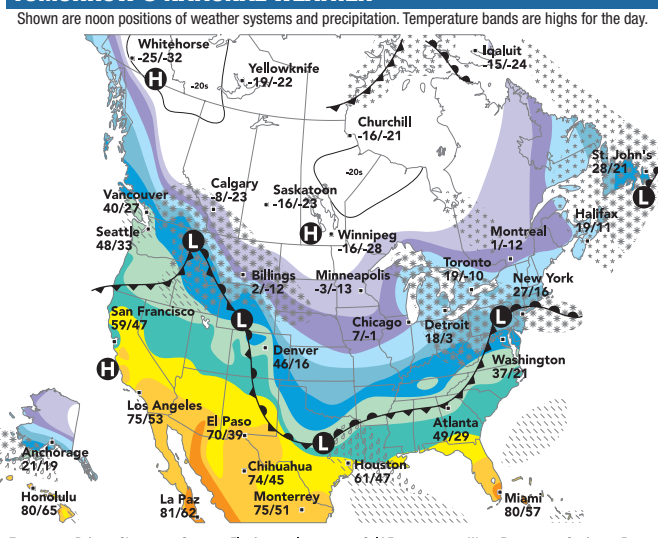 Shown are noon positions of weather systems and precipitation. Temperature bands are highs for the day.
Whitehorse
-25/-32
H
-20s
Yellowknife
-19/-22
Iqaluit
-15/-24
Churchill
-16/-21
-20s
St. John's
28/21
L
Calgary
-8/-23
Saskatoon
-16/-23
Vancouver
40/27
Halifax
19/11
Seattle
48/33
L
H
Winnipeg
-16/-28
Montreal
1/-12
Billings
2/-12
Minneapolis
-3/-13
Toronto
19/-10
New York
27/16
San Francisco
59/47
L
Chicago
7/-1
Detroit
18/3
L
Denver
46/16
Washington
37/21
H
Los Angeles
75/53
El Paso
70/39
L
Atlanta
49/29
Anchorage
21/19
Chihuahua
74/45
Houston
61/47
Honolulu
80/65
La Paz
81/62
Monterrey
75/51
Miami
80/57